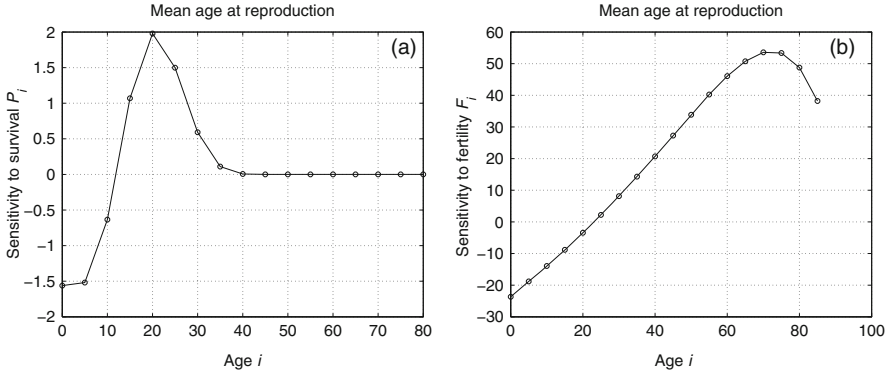 Mean age at reproduction
(a)
Sensitivity to survival P_i
2
1.5
1
0.5
0
−0.5
−1
−1.5
−2
0 10 20 30 40 50 60 70 80
Age i
Mean age at reproduction
(b)
Sensitivity to fertility F_i
60
50
40
30
20
10
0
−10
−20
−30
0 20 40 60 80 100
Age i